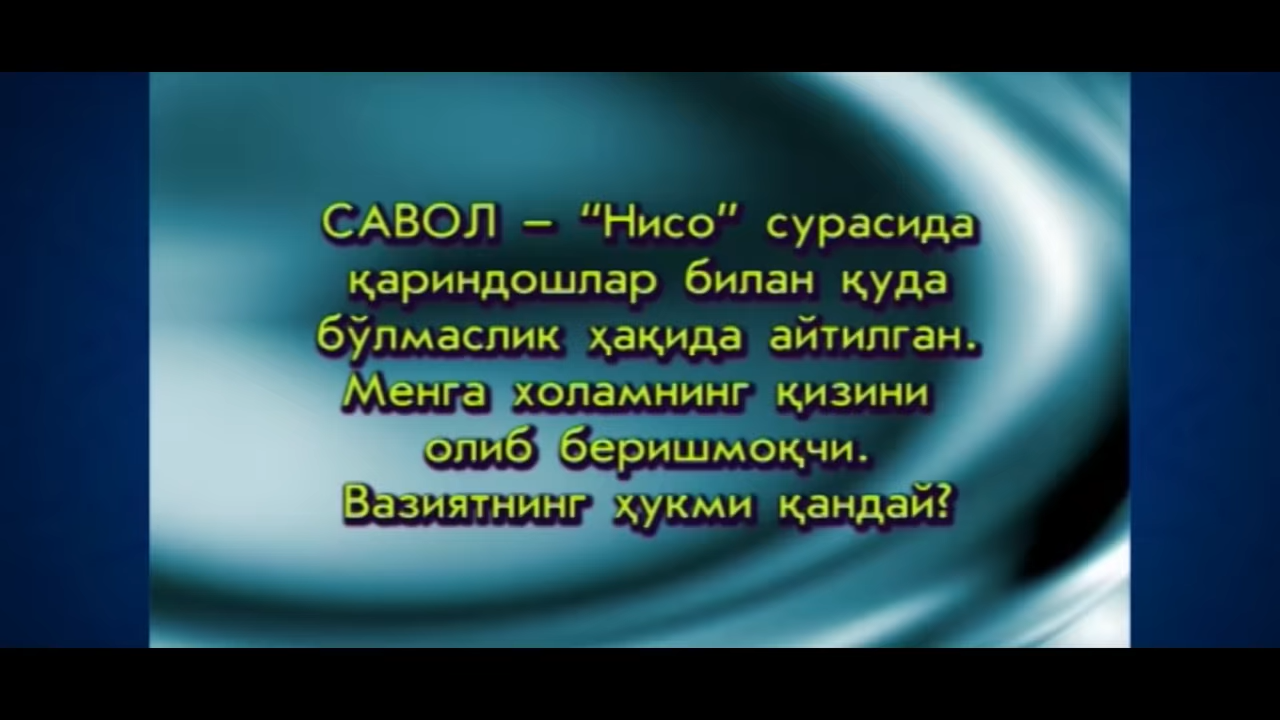 САВОЛ – “Нисо” сурасида
қариндошлар билан қуда
бўлмаслик ҳақида айтилган.
Менга холамнинг қизини
олиб беришмоқчи.
Вазиятнинг ҳукми қандай?